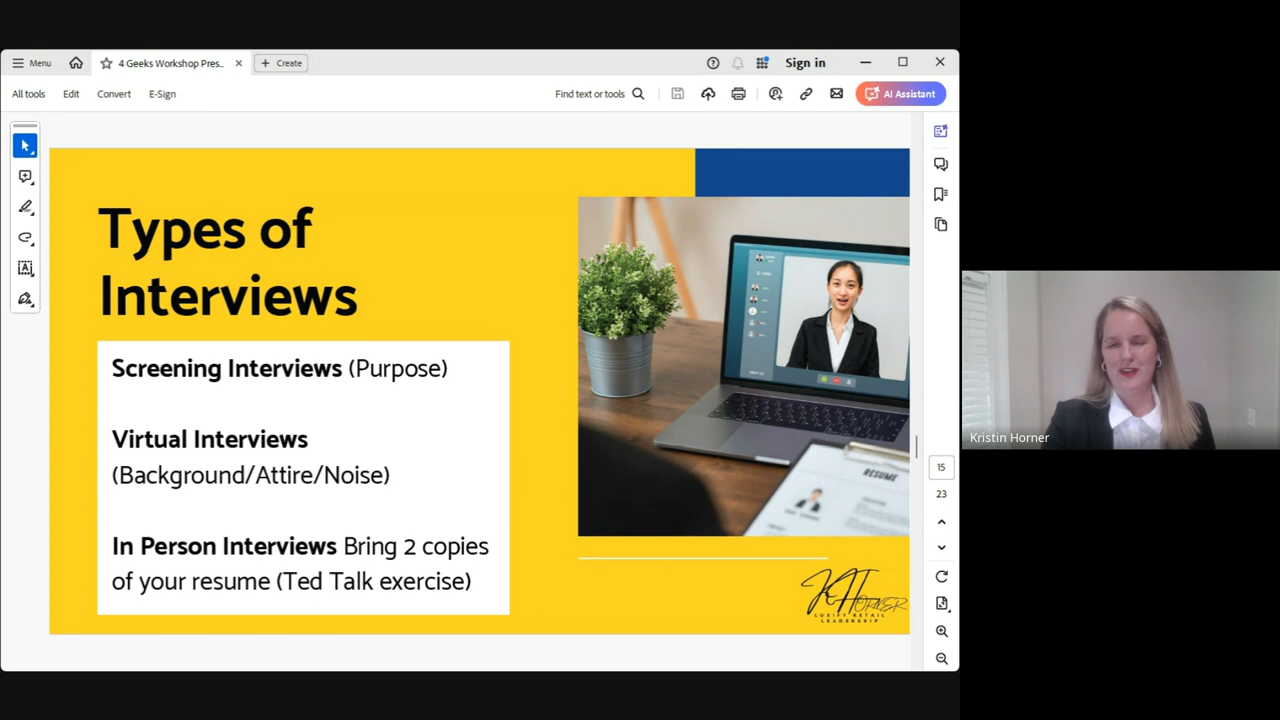 Menu
4 Geeks Workshop Pres...
Create
Sign in
All tools
Edit
Convert
E-Sign
Find text or tools
AI Assistant
Types of
Interviews
Screening Interviews (Purpose)
Virtual Interviews
(Background/Attire/Noise)
In Person Interviews Bring 2 copies
of your resume (Ted Talk exercise)
RESUME
KHORNER
LUXIFY RETAIL
LEADERSHIP
15
23
Kristin Horner